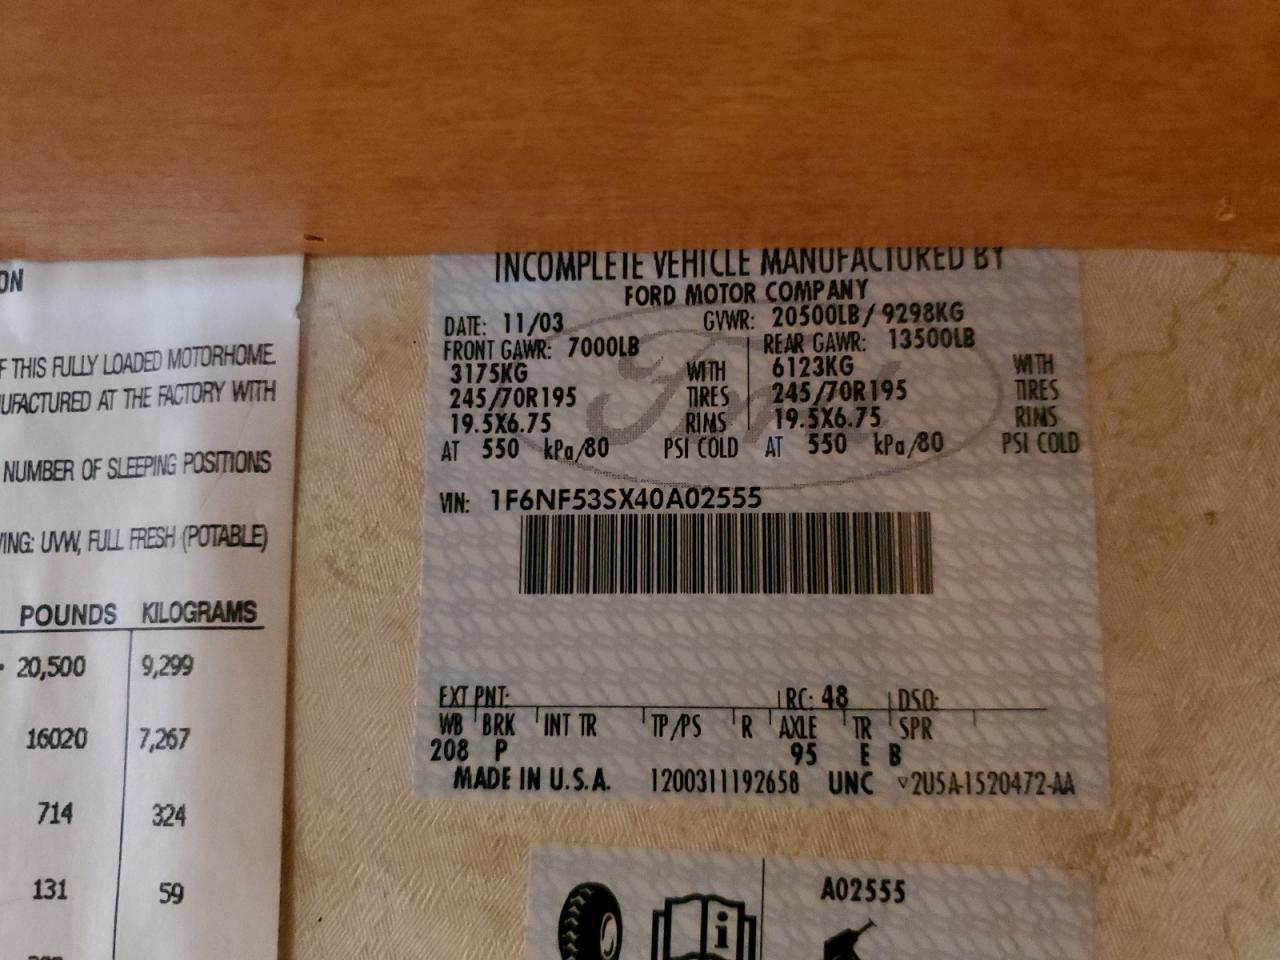 ON
F THIS FULLY LOADED MOTORHOME.
UFACTURED AT THE FACTORY WITH
NUMBER OF SLEEPING POSITIONS
VING: UVW, FULL FRESH (POTABLE)
POUNDS KILOGRAMS
20,500 9,299
16020 7,267
714 324
131 59
INCOMPLETE VEHICLE MANUFACTURED BY
FORD MOTOR COMPANY
DATE: 11/03 GVWR: 20500LB/ 9298KG
FRONT GAWR: 7000LB REAR GAWR: 13500LB
3175KG WITH 6123KG WITH
245/70R195 TIRES 245/70R195 TIRES
19.5X6.75 RIMS 19.5X6.75 RIMS
AT 550 kPa/80 PSI COLD AT 550 kPa/80 PSI COLD
VIN: 1F6NF53SX40A02555
EXT PNT: RC: 48 DSO:
WB BRK INT TR TP/PS R AXLE TR SPR
208 P 95 E B
MADE IN U.S.A. 1200311192658 UNC 2U5A-1520472-AA
A02555
i